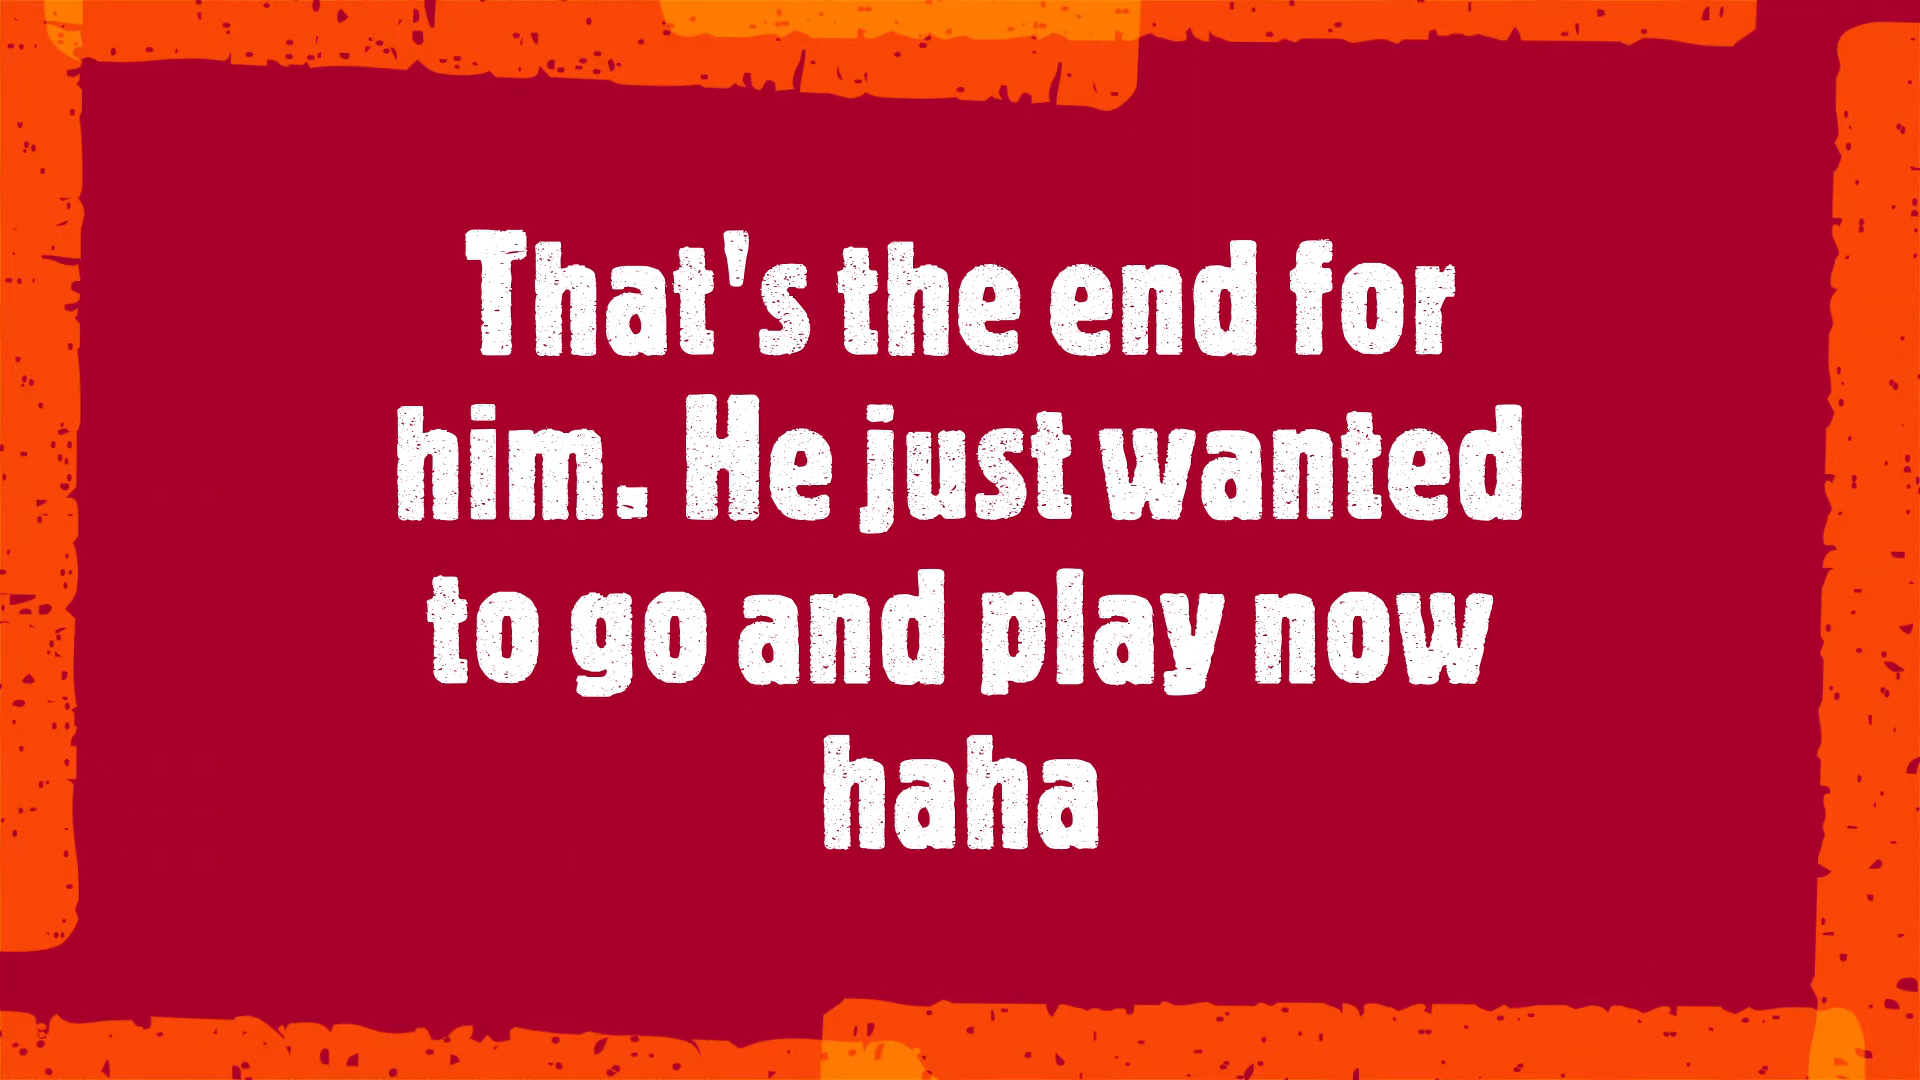 That's the end for
him. He just wanted
to go and play now
haha